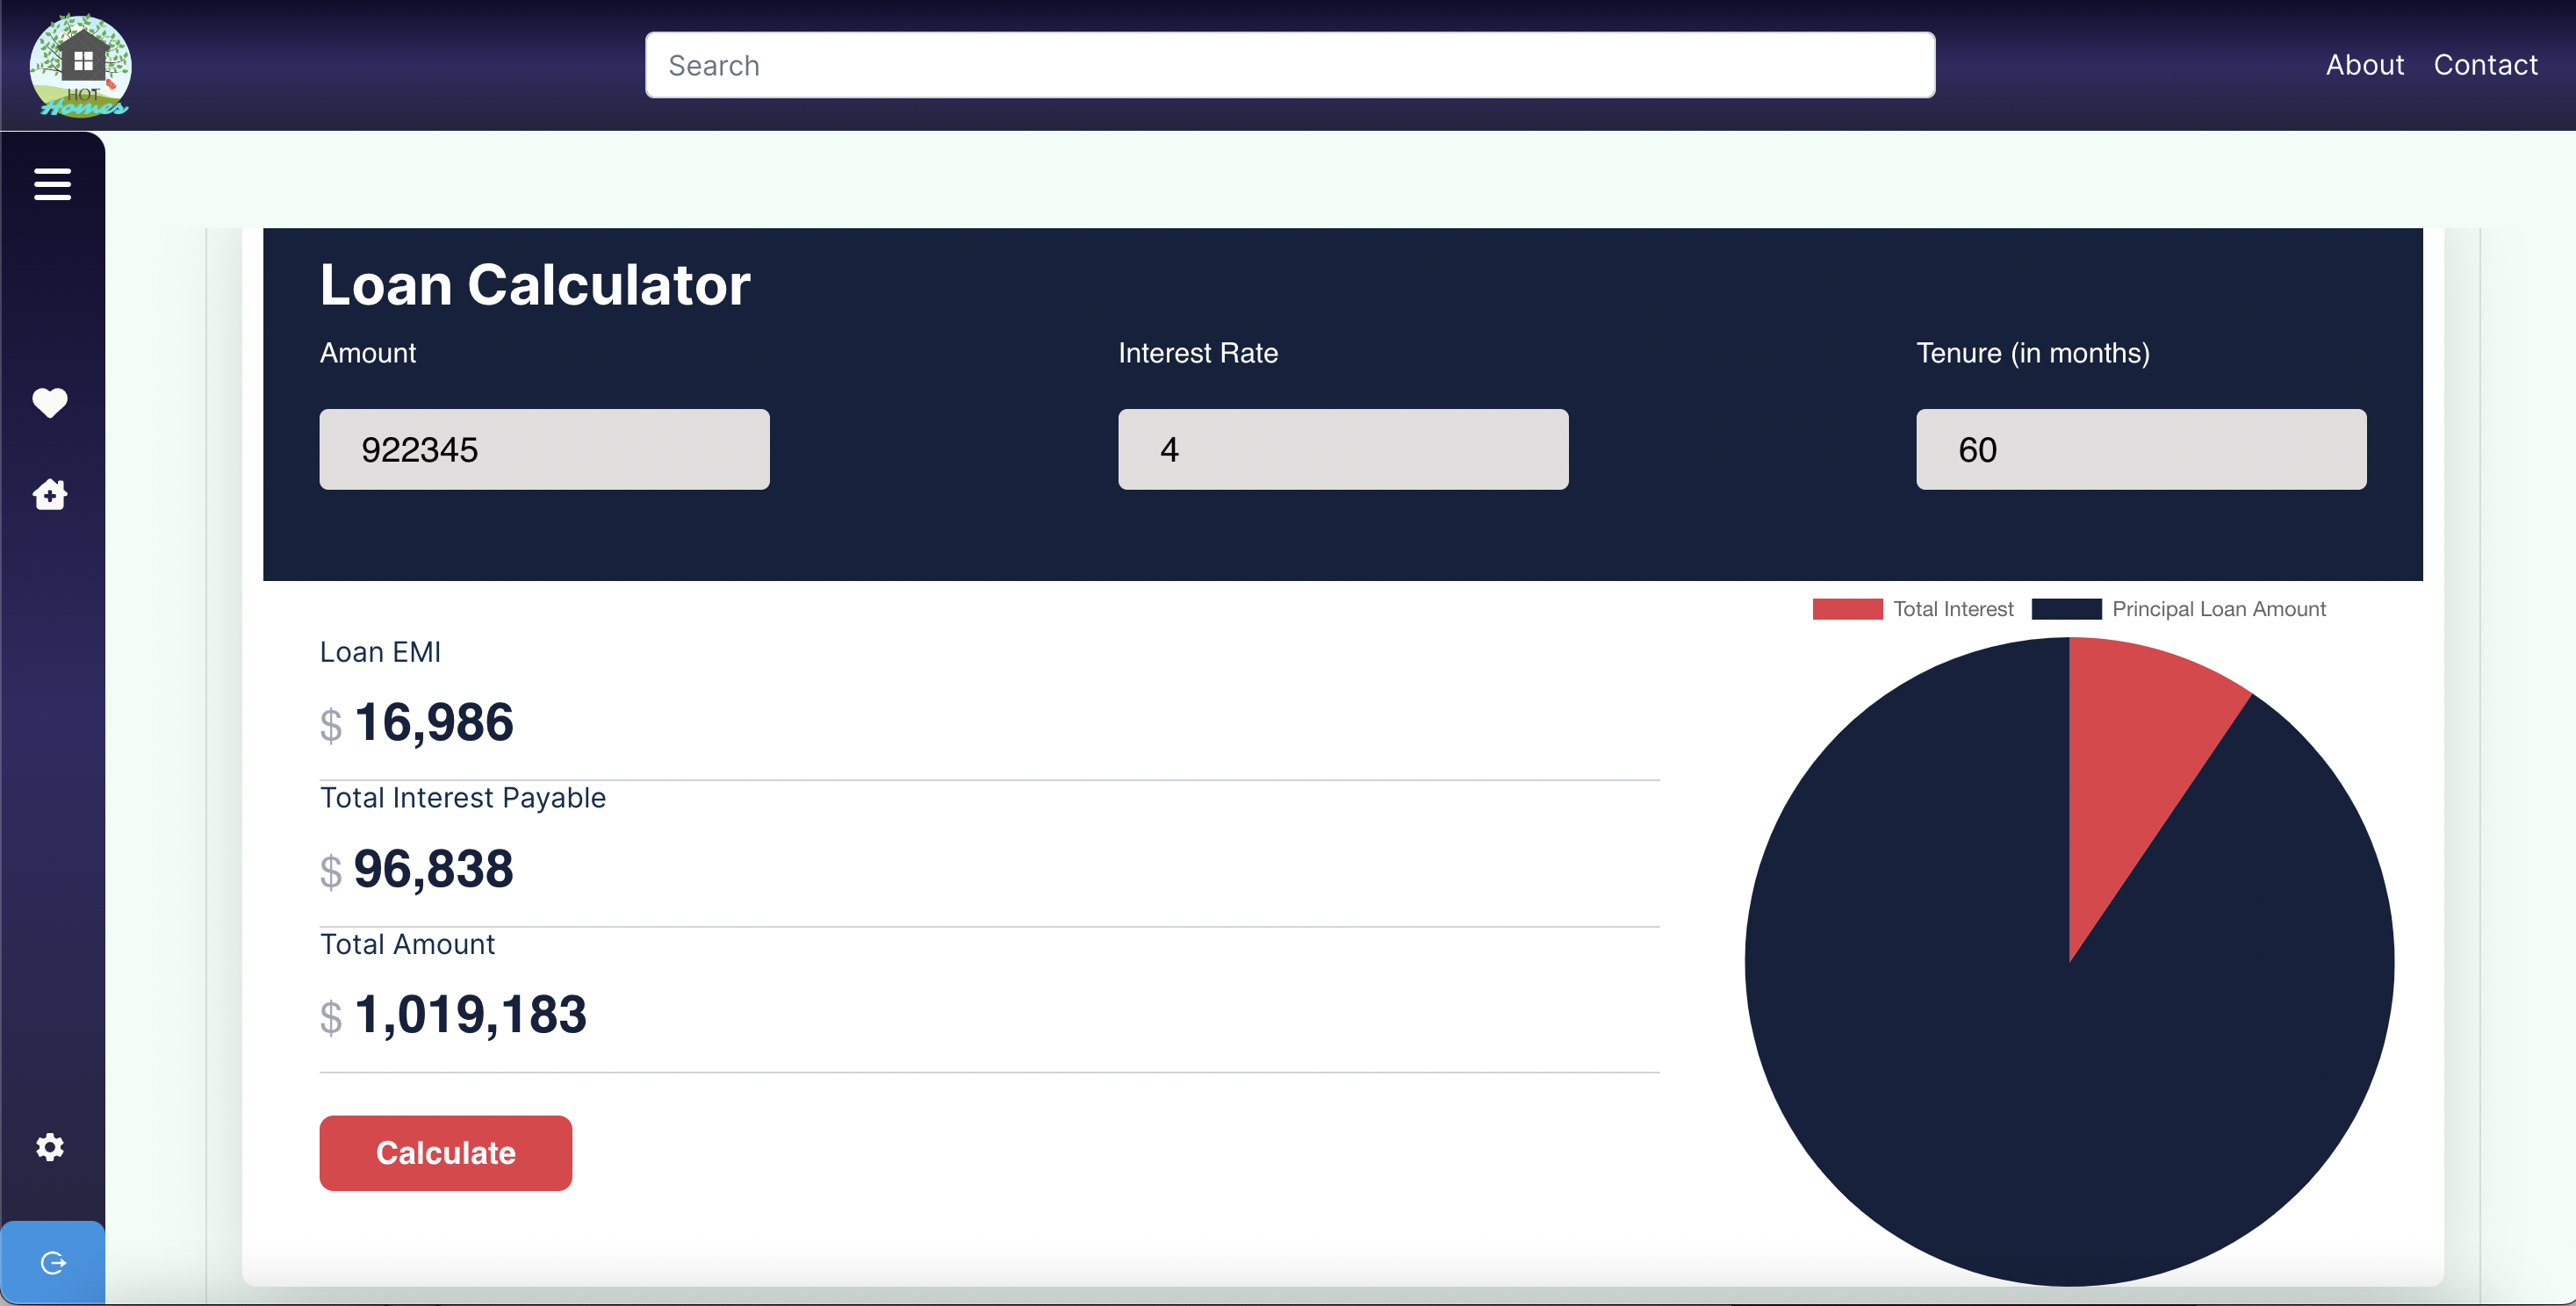 HOT
Homes
Search
About Contact
Loan Calculator
Amount Interest Rate Tenure (in months)
922345 4 60
Total Interest Principal Loan Amount
Loan EMI
$ 16,986
Total Interest Payable
$ 96,838
Total Amount
$ 1,019,183
Calculate